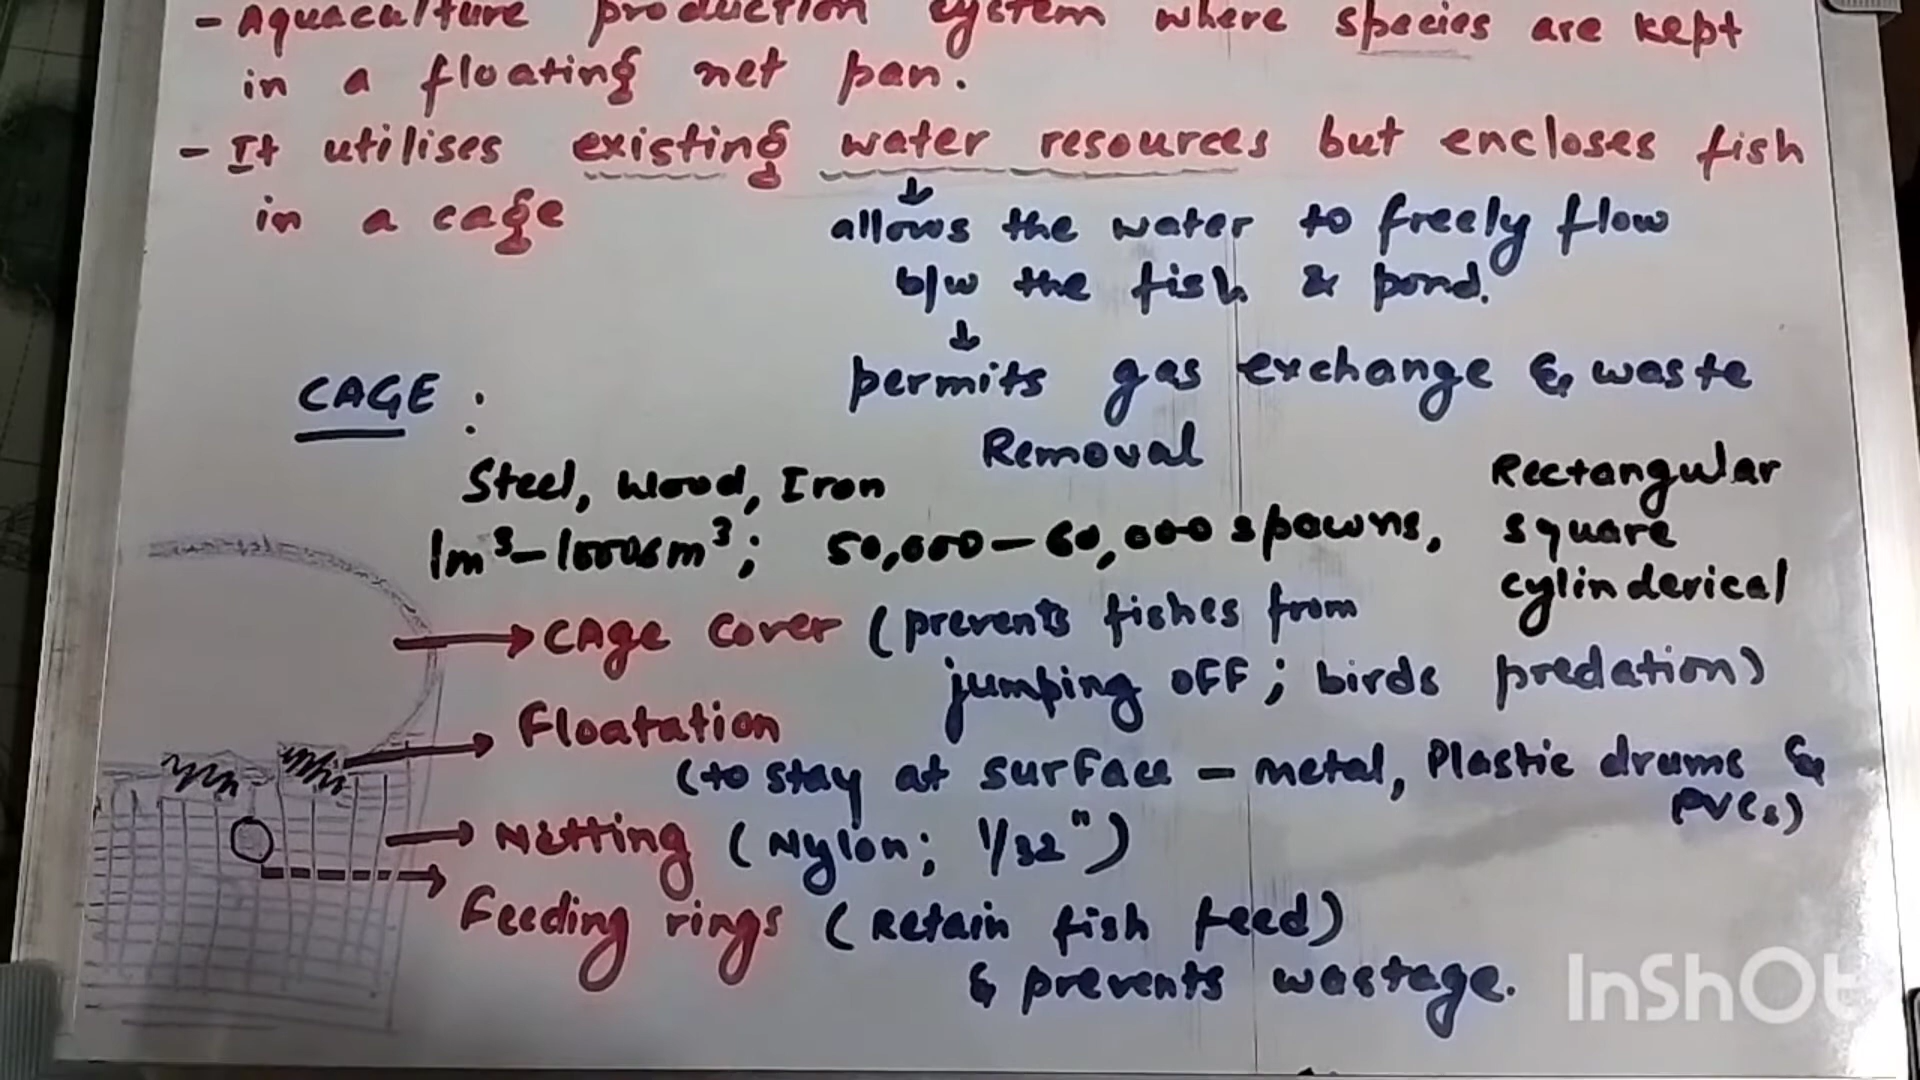 - Aquaculture production system where species are kept
in a floating net pan.
- It utilises existing water resources but encloses fish
in a cage
allows the water to freely flow
b/w the fish & pond.
permits gas exchange & waste
Removal
CAGE :
Steel, Wood, Iron
1m³ - 1000s m³; 50,000 - 60,000 spawns,
Rectangular
square
cylinderical
CAge Cover (prevents fishes from
jumping OFF; birds predation)
Floatation
(to stay at surface - metal, Plastic drums &
PVCs)
Netting (Nylon; 1/32")
Feeding rings (Retain fish feed)
& prevents wastage.
InShOt